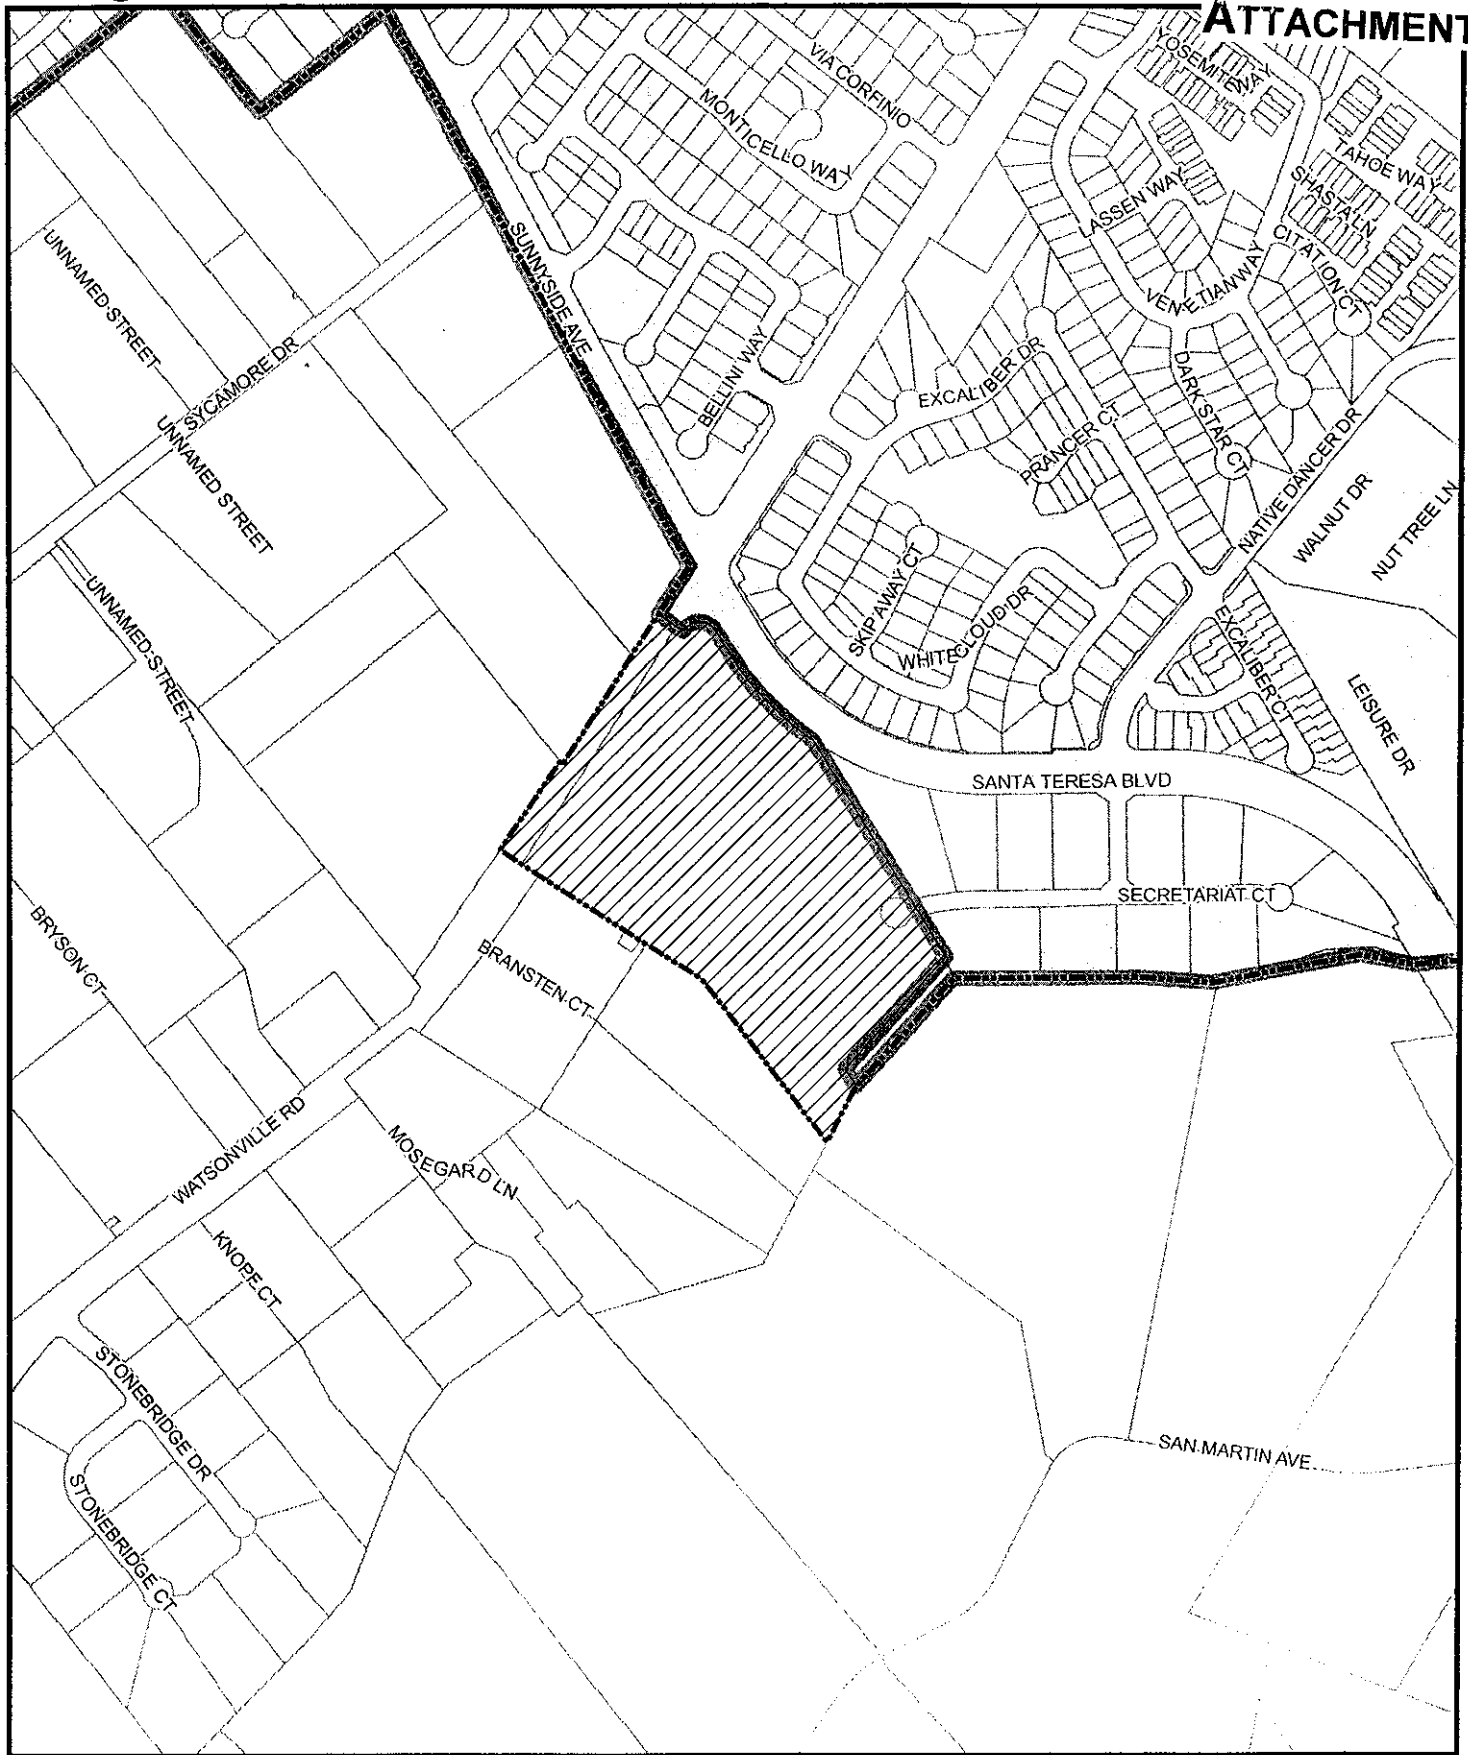 ATTACHMENT
YOSEMITE WAY
VIA CORFINIO
MONTICELLO WAY
TAHOE WAY
SHASTA LN
LASSEN WAY
CITATION CT
UNNAMED STREET
SUNNYSIDE AVE
VENETIAN WAY
SYCAMORE DR
BELLINI WAY
EXCALIBER DR
DARK STAR CT
PRANCER CT
UNNAMED STREET
NATIVE DANCER DR
WALNUT DR
NUT TREE LN
SKIP AWAY CT
WHITE CLOUD DR
UNNAMED STREET
EXCALIBER CT
LEISURE DR
SANTA TERESA BLVD
SECRETARIAT CT
BRYSON CT
BRANSTEN CT
WATSONVILLE RD
MOSEGARD LN
KNOPE CT
STONEBRIDGE DR
SAN MARTIN AVE
STONEBRIDGE CT